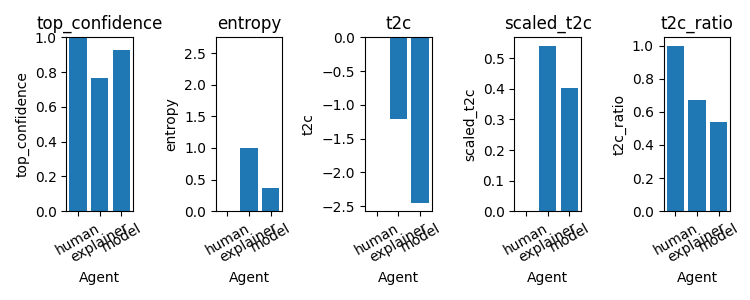 top_confidence
entropy
t2c
scaled_t2c
t2c_ratio
top_confidence
1.0
0.8
0.6
0.4
0.2
0.0
human
explainer
model
Agent
entropy
2.5
2.0
1.5
1.0
0.5
0.0
human
explainer
model
Agent
t2c
0.0
−0.5
−1.0
−1.5
−2.0
−2.5
human
explainer
model
Agent
scaled_t2c
0.5
0.4
0.3
0.2
0.1
0.0
human
explainer
model
Agent
t2c_ratio
1.0
0.8
0.6
0.4
0.2
0.0
human
explainer
model
Agent